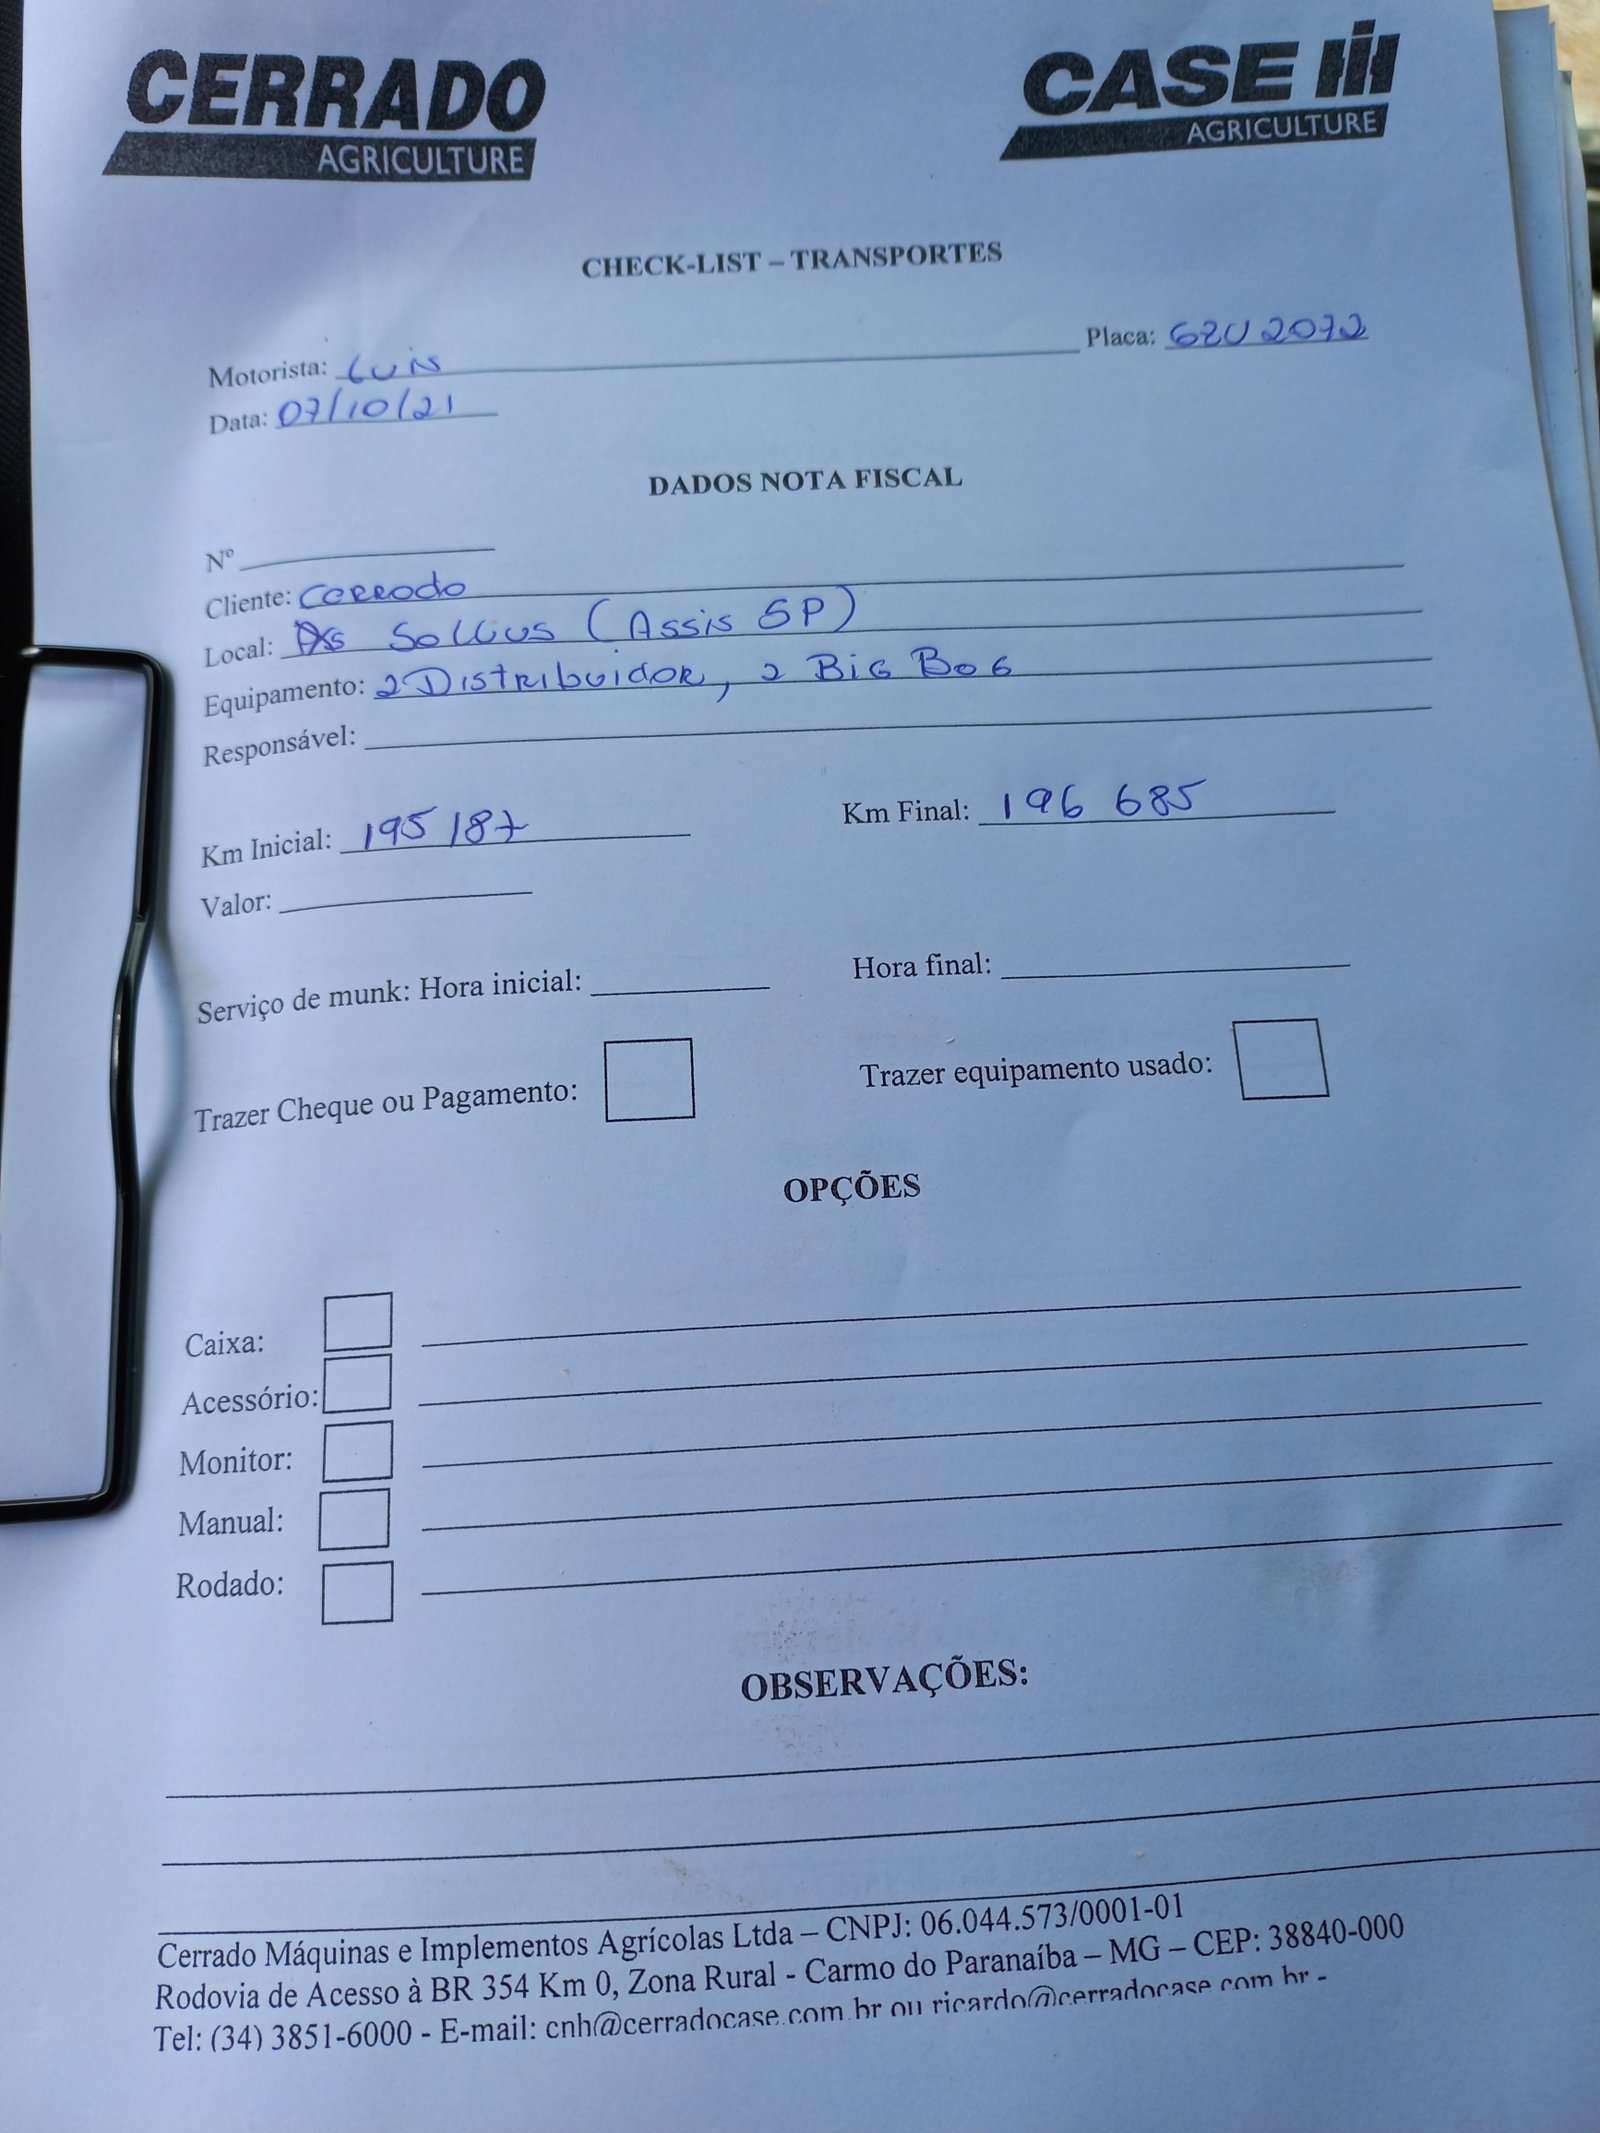 CERRADO
AGRICULTURE
CASE IH
AGRICULTURE
CHECK-LIST – TRANSPORTES
Motorista: Luis Placa: GZU 2072
Data: 07/10/21
DADOS NOTA FISCAL
Nº
Cliente: Cerrado
Local: Sollus (Assis SP)
Equipamento: 2 Distribuidor, 2 Big Bog
Responsável:
Km Inicial: 195 187 Km Final: 196 685
Valor:
Serviço de munk: Hora inicial: Hora final:
Trazer Cheque ou Pagamento: Trazer equipamento usado:
OPÇÕES
Caixa:
Acessório:
Monitor:
Manual:
Rodado:
OBSERVAÇÕES:
Cerrado Máquinas e Implementos Agrícolas Ltda – CNPJ: 06.044.573/0001-01
Rodovia de Acesso à BR 354 Km 0, Zona Rural - Carmo do Paranaíba – MG – CEP: 38840-000
Tel: (34) 3851-6000 - E-mail: cnh@cerradocase.com.br ou ricardo@cerradocase.com.br -